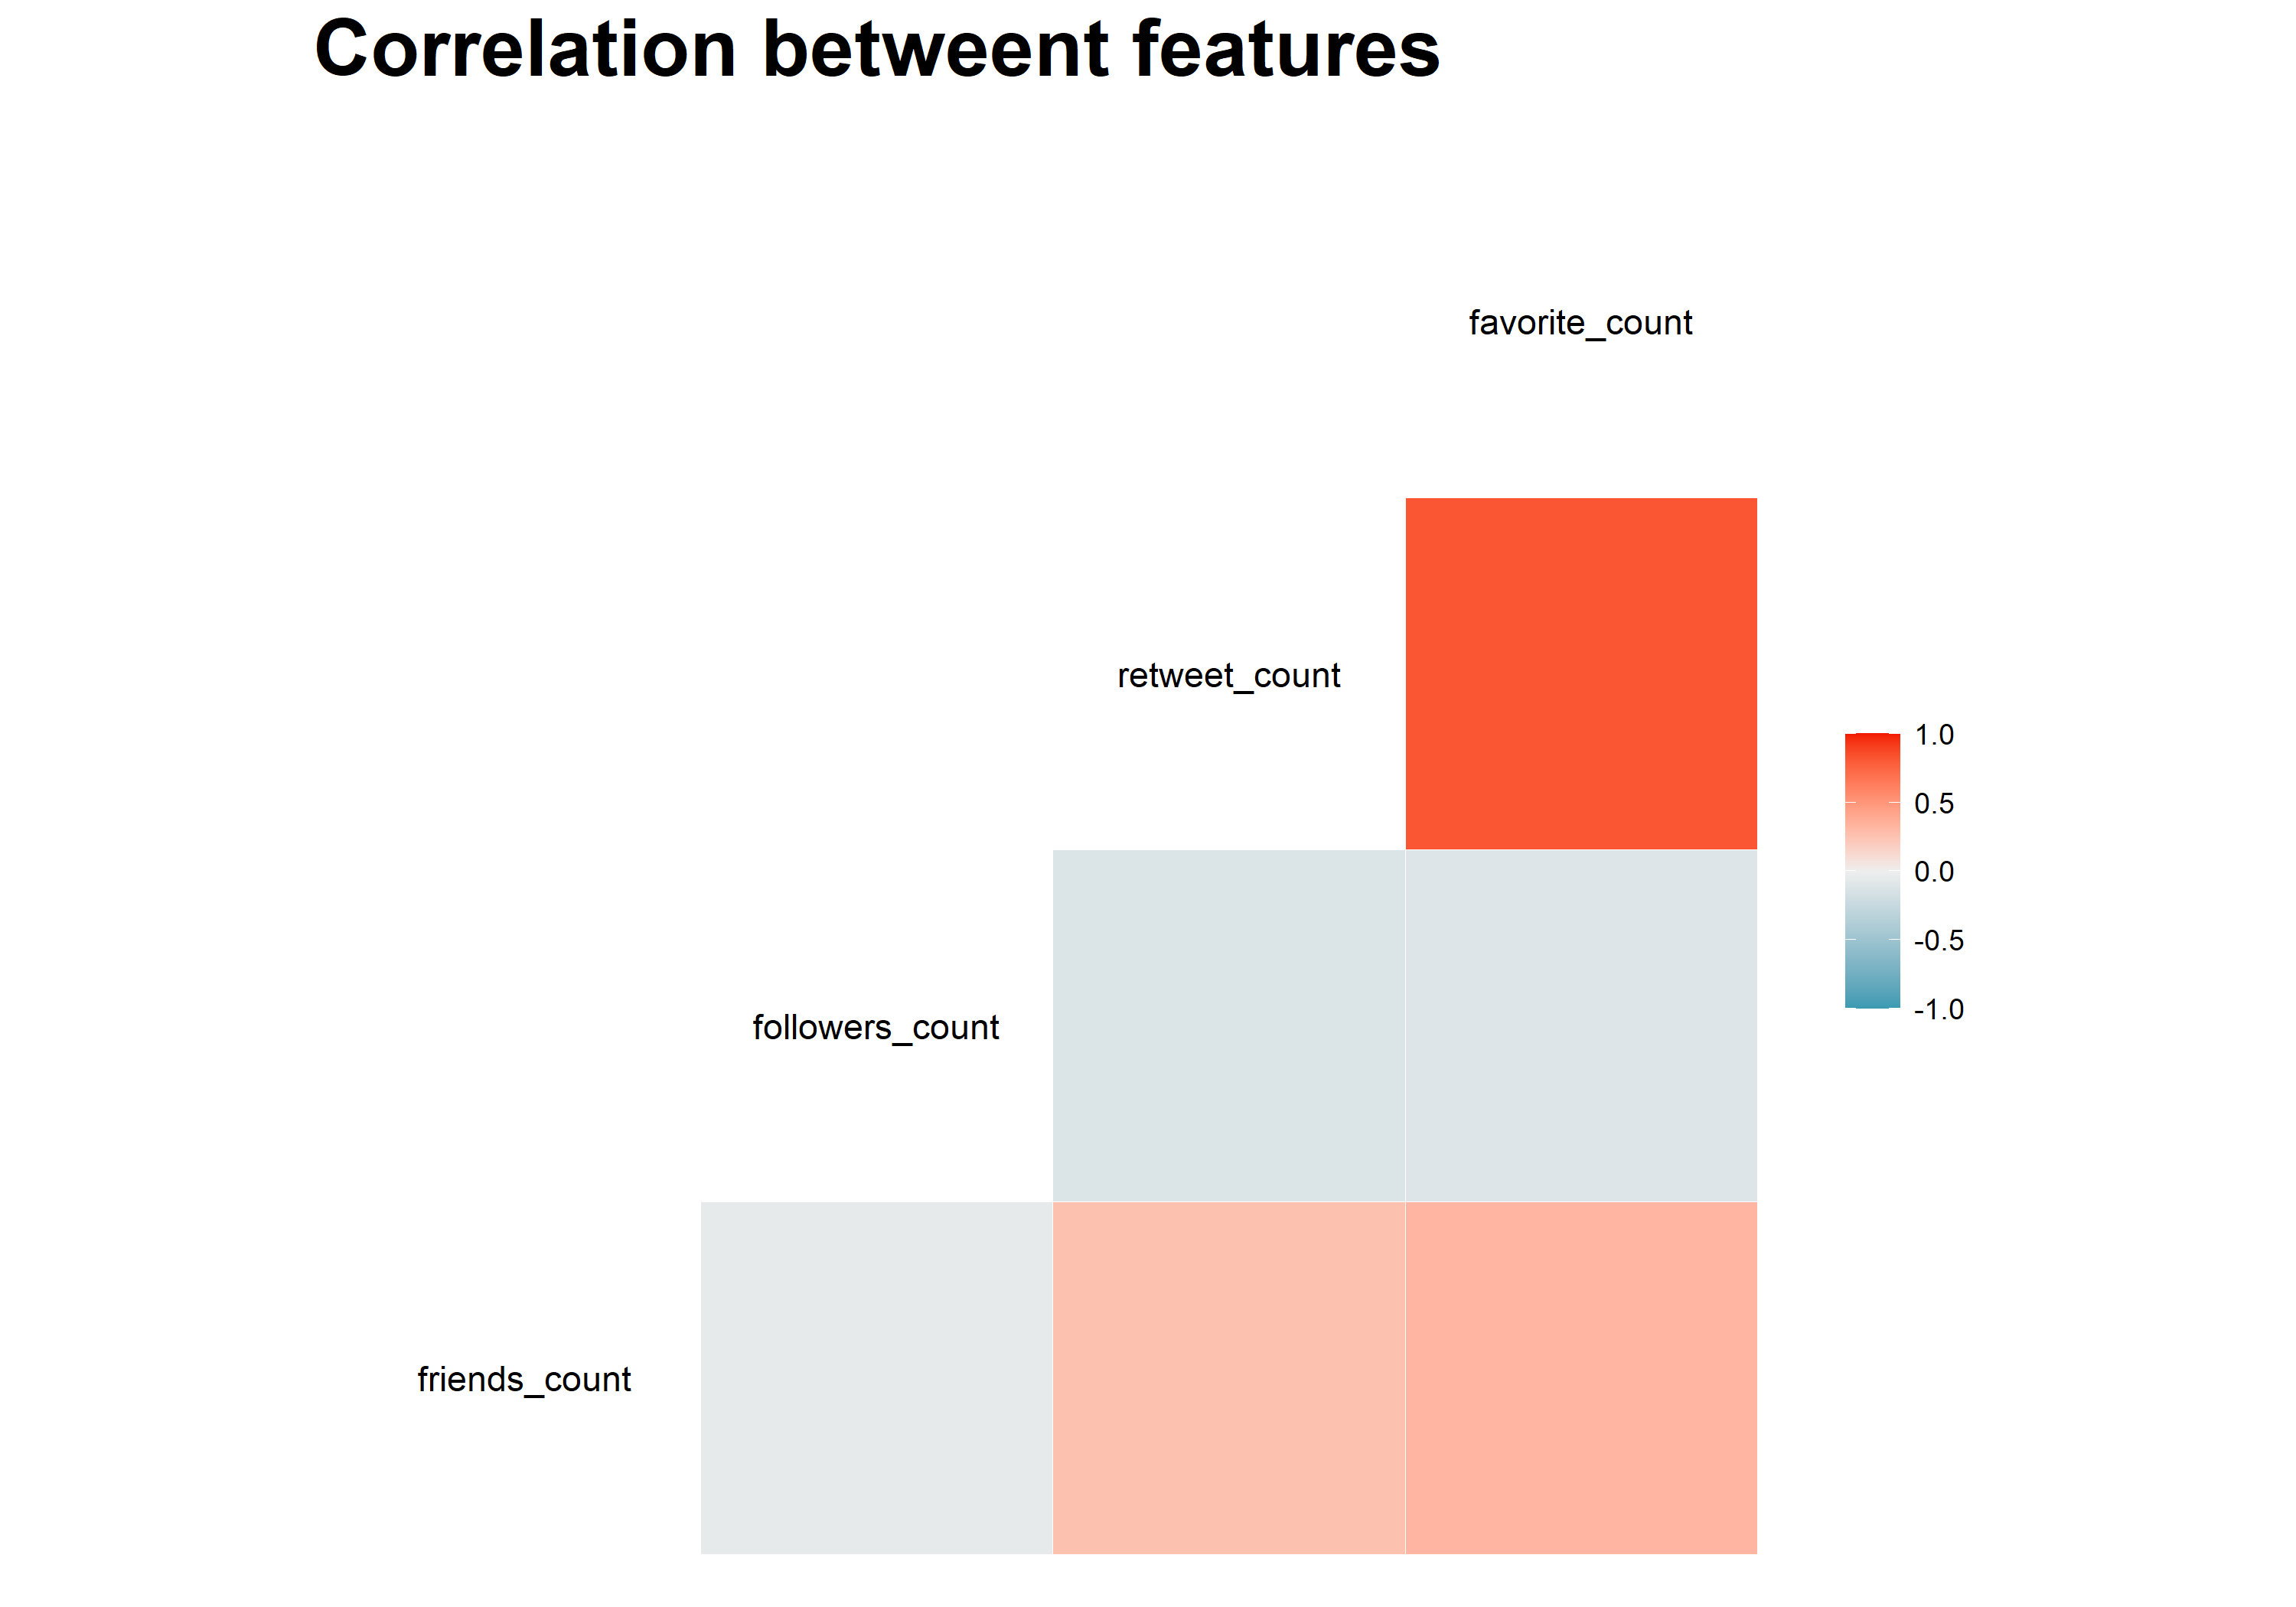 Correlation betweent features
favorite_count
retweet_count
followers_count
friends_count
1.0
0.5
0.0
-0.5
-1.0